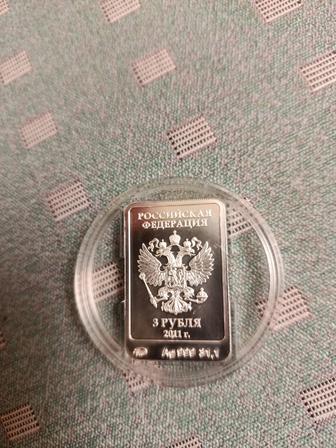 РОССИЙСКАЯ
ФЕДЕРАЦИЯ
3 РУБЛЯ
2011 г.
Ag 999 31,1